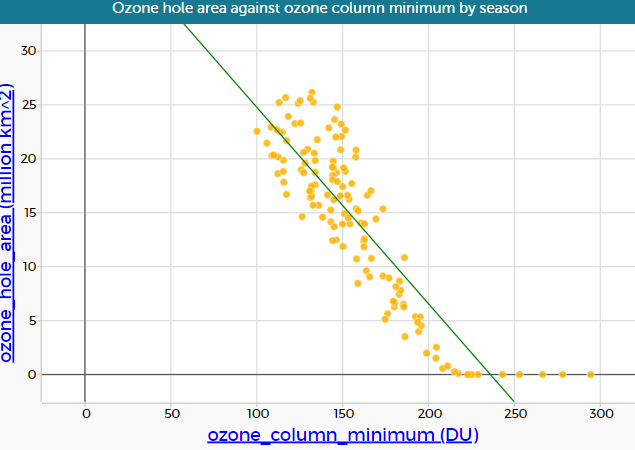 Ozone hole area against ozone column minimum by season
ozone_hole_area (million km^2)
30
25
20
15
10
5
0
0 50 100 150 200 250 300
ozone_column_minimum (DU)